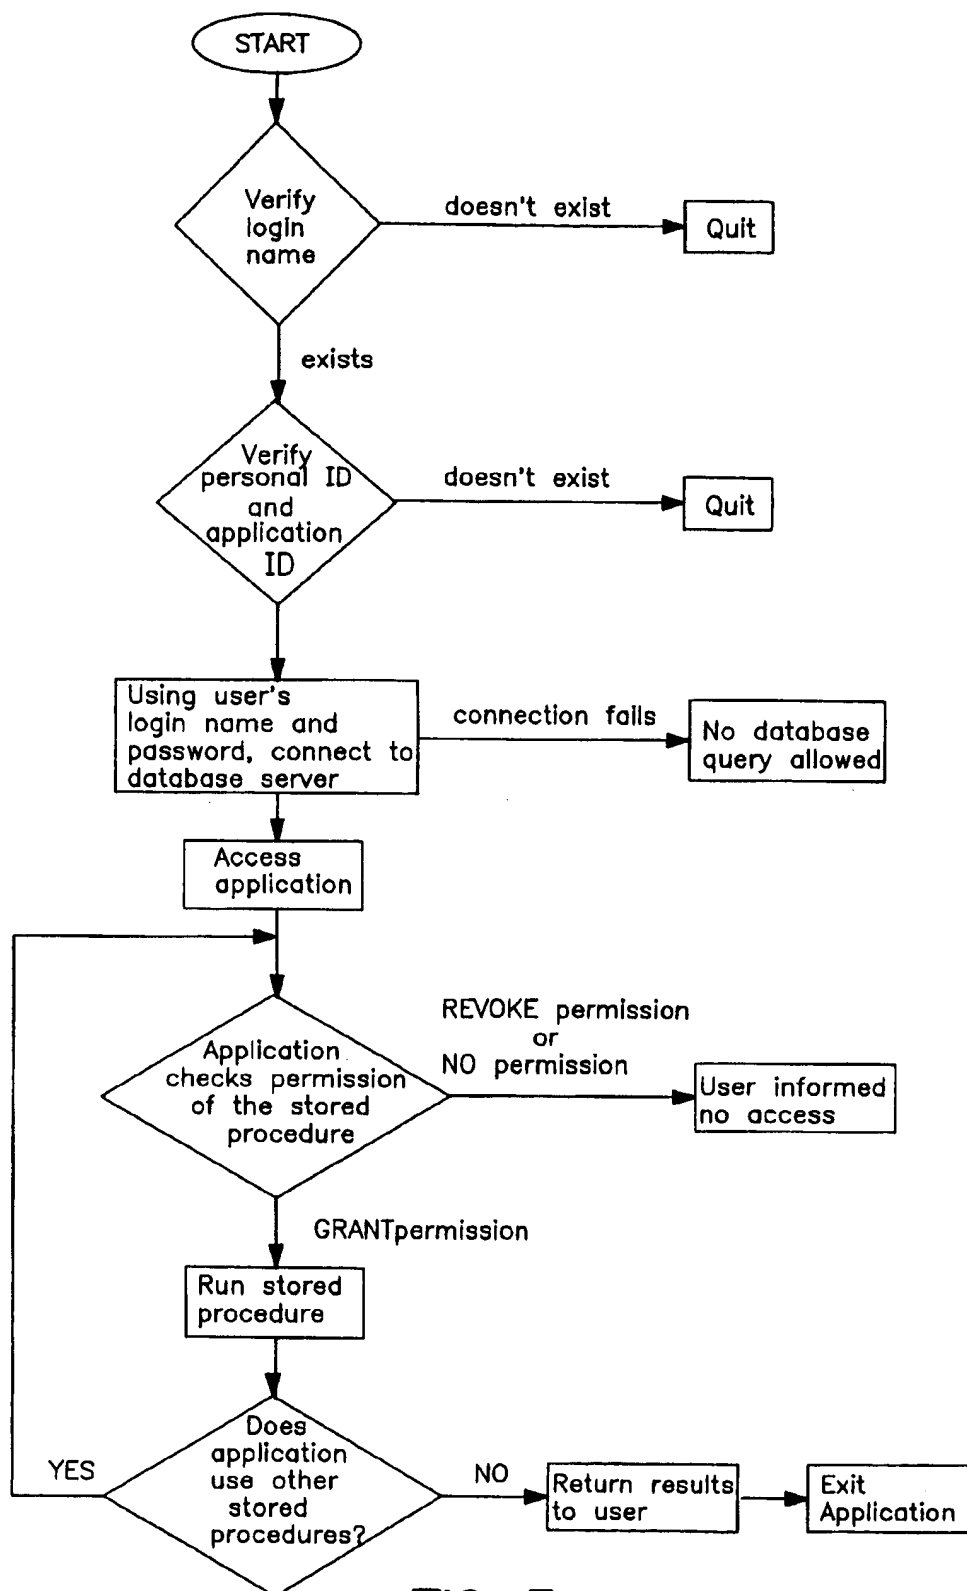 START
Verify
login
name
doesn't exist
Quit
exists
Verify
personal ID
and
application
ID
doesn't exist
Quit
Using user's
login name and
password, connect to
database server
connection fails
No database
query allowed
Access
application
REVOKE permission
or
NO permission
Application
checks permission
of the stored
procedure
User informed
no access
GRANTpermission
Run stored
procedure
Does
application
use other
stored
procedures?
YES
NO
Return results
to user
Exit
Application